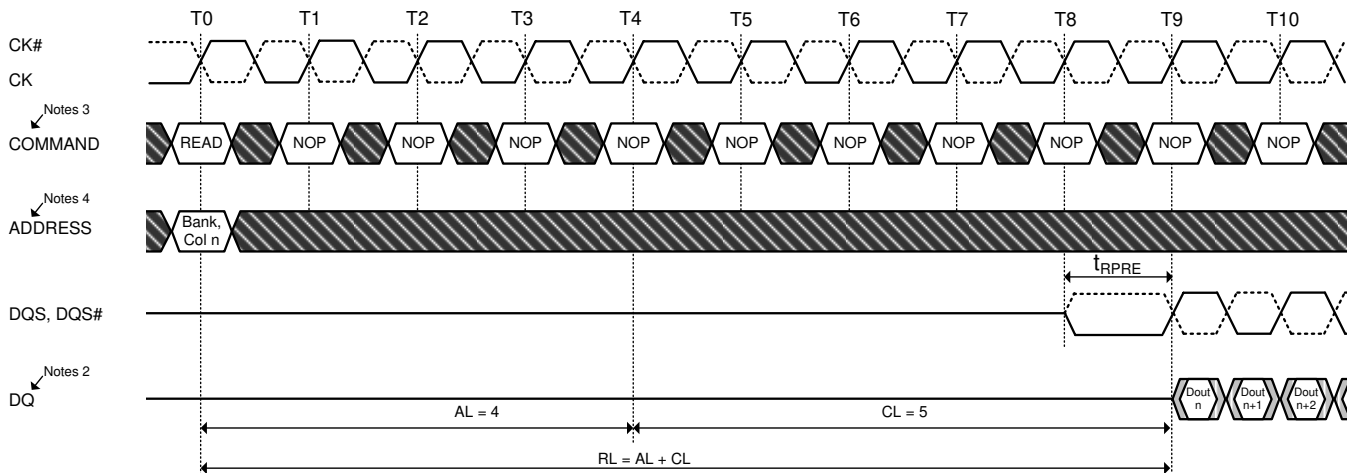 T0 T1 T2 T3 T4 T5 T6 T7 T8 T9 T10
CK#
CK
Notes 3
COMMAND READ NOP NOP NOP NOP NOP NOP NOP NOP NOP NOP
Notes 4
ADDRESS
Bank,
Col n
tRPRE
DQS, DQS#
Notes 2
DQ
Dout
n
Dout
n+1
Dout
n+2
AL = 4
CL = 5
RL = AL + CL